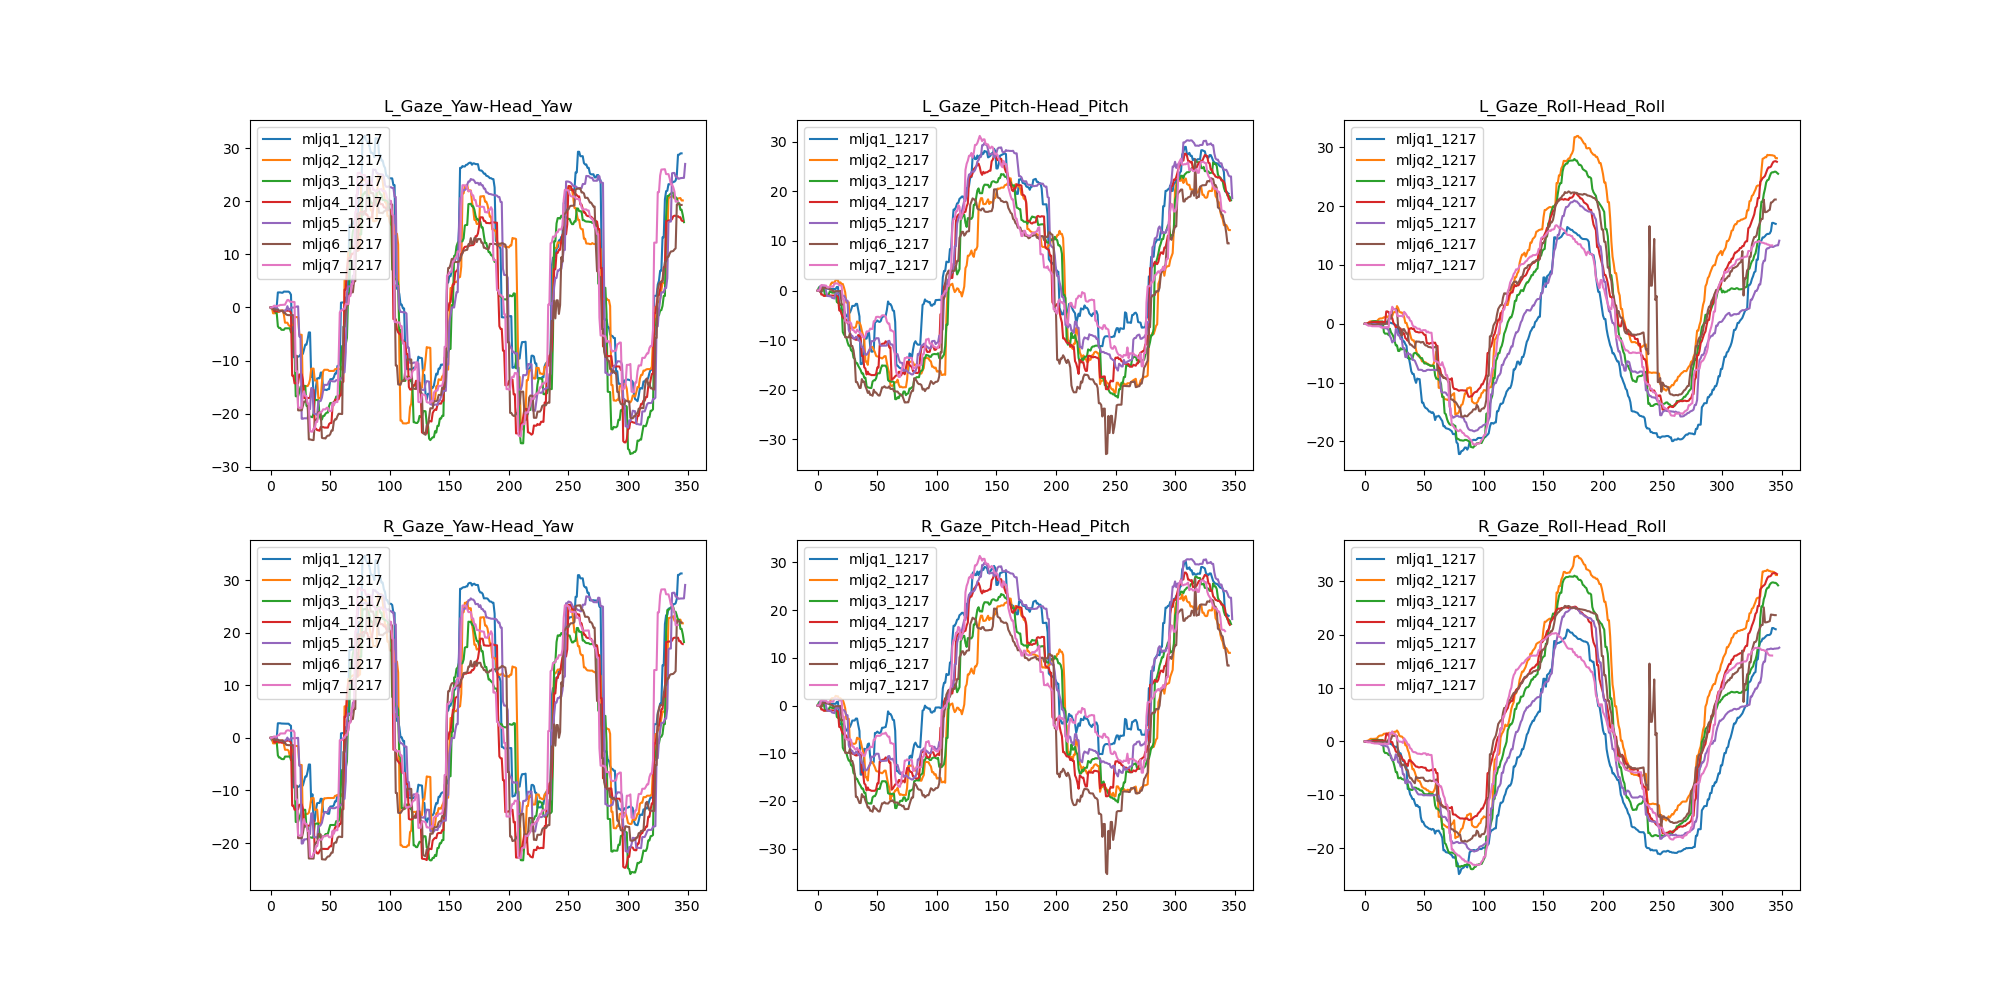 L_Gaze_Yaw-Head_Yaw
30
20
10
0
−10
−20
−30
mljq1_1217
mljq2_1217
mljq3_1217
mljq4_1217
mljq5_1217
mljq6_1217
mljq7_1217
0 50 100 150 200 250 300 350
L_Gaze_Pitch-Head_Pitch
30
20
10
0
−10
−20
−30
mljq1_1217
mljq2_1217
mljq3_1217
mljq4_1217
mljq5_1217
mljq6_1217
mljq7_1217
0 50 100 150 200 250 300 350
L_Gaze_Roll-Head_Roll
30
20
10
0
−10
−20
mljq1_1217
mljq2_1217
mljq3_1217
mljq4_1217
mljq5_1217
mljq6_1217
mljq7_1217
0 50 100 150 200 250 300 350
R_Gaze_Yaw-Head_Yaw
30
20
10
0
−10
−20
mljq1_1217
mljq2_1217
mljq3_1217
mljq4_1217
mljq5_1217
mljq6_1217
mljq7_1217
0 50 100 150 200 250 300 350
R_Gaze_Pitch-Head_Pitch
30
20
10
0
−10
−20
−30
mljq1_1217
mljq2_1217
mljq3_1217
mljq4_1217
mljq5_1217
mljq6_1217
mljq7_1217
0 50 100 150 200 250 300 350
R_Gaze_Roll-Head_Roll
30
20
10
0
−10
−20
mljq1_1217
mljq2_1217
mljq3_1217
mljq4_1217
mljq5_1217
mljq6_1217
mljq7_1217
0 50 100 150 200 250 300 350